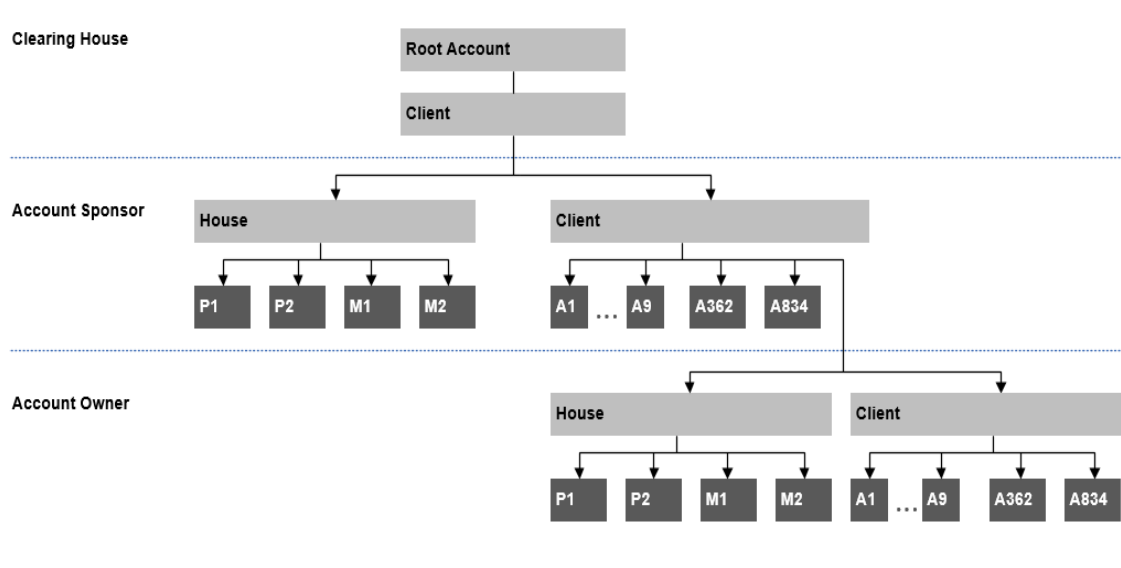 Clearing House
Root Account
Client
Account Sponsor
House
Client
P1 P2 M1 M2
A1 ... A9 A362 A834
Account Owner
House
Client
P1 P2 M1 M2
A1 ... A9 A362 A834